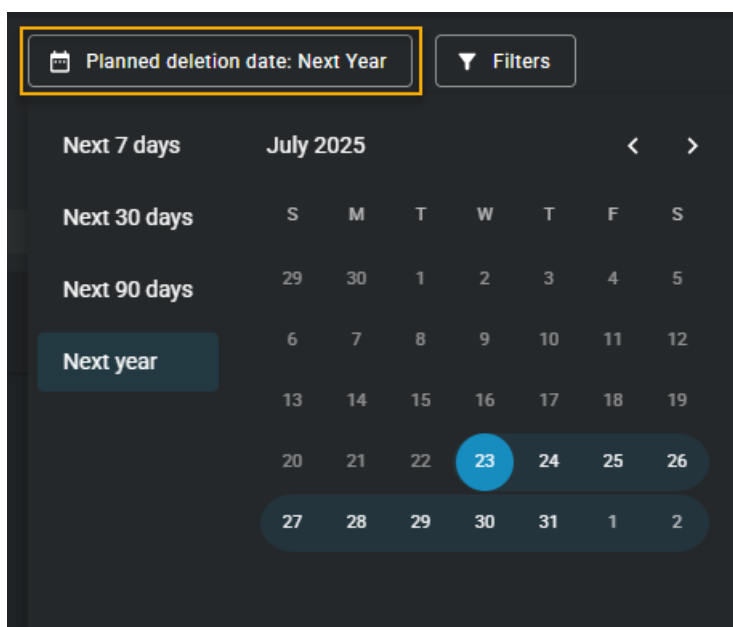 Planned deletion date: Next Year Filters
Next 7 days
Next 30 days
Next 90 days
Next year
July 2025
S M T W T F S
29 30 1 2 3 4 5
6 7 8 9 10 11 12
13 14 15 16 17 18 19
20 21 22 23 24 25 26
27 28 29 30 31 1 2